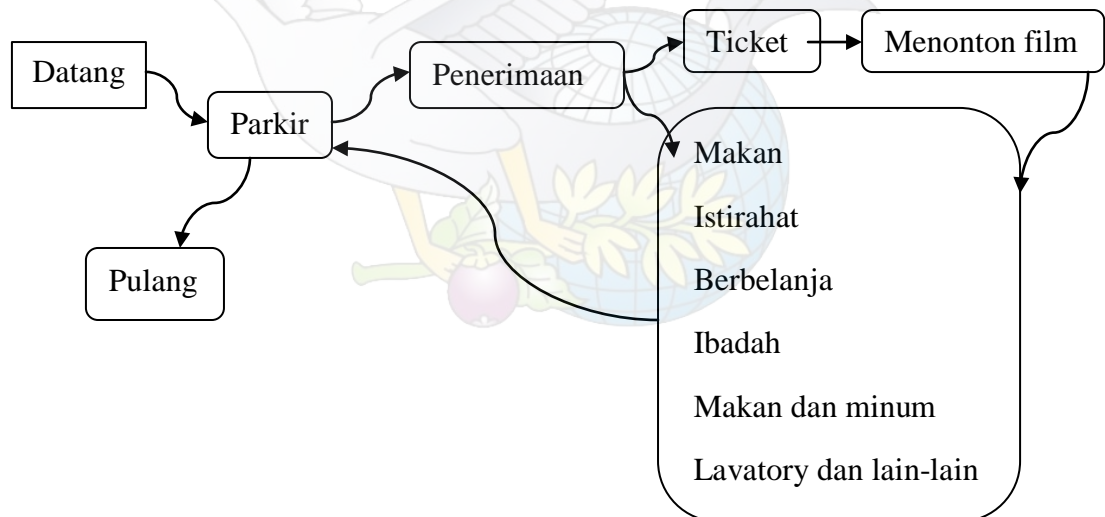 Datang
Parkir
Penerimaan
Ticket
Menonton film
Pulang
Makan
Istirahat
Berbelanja
Ibadah
Makan dan minum
Lavatory dan lain-lain